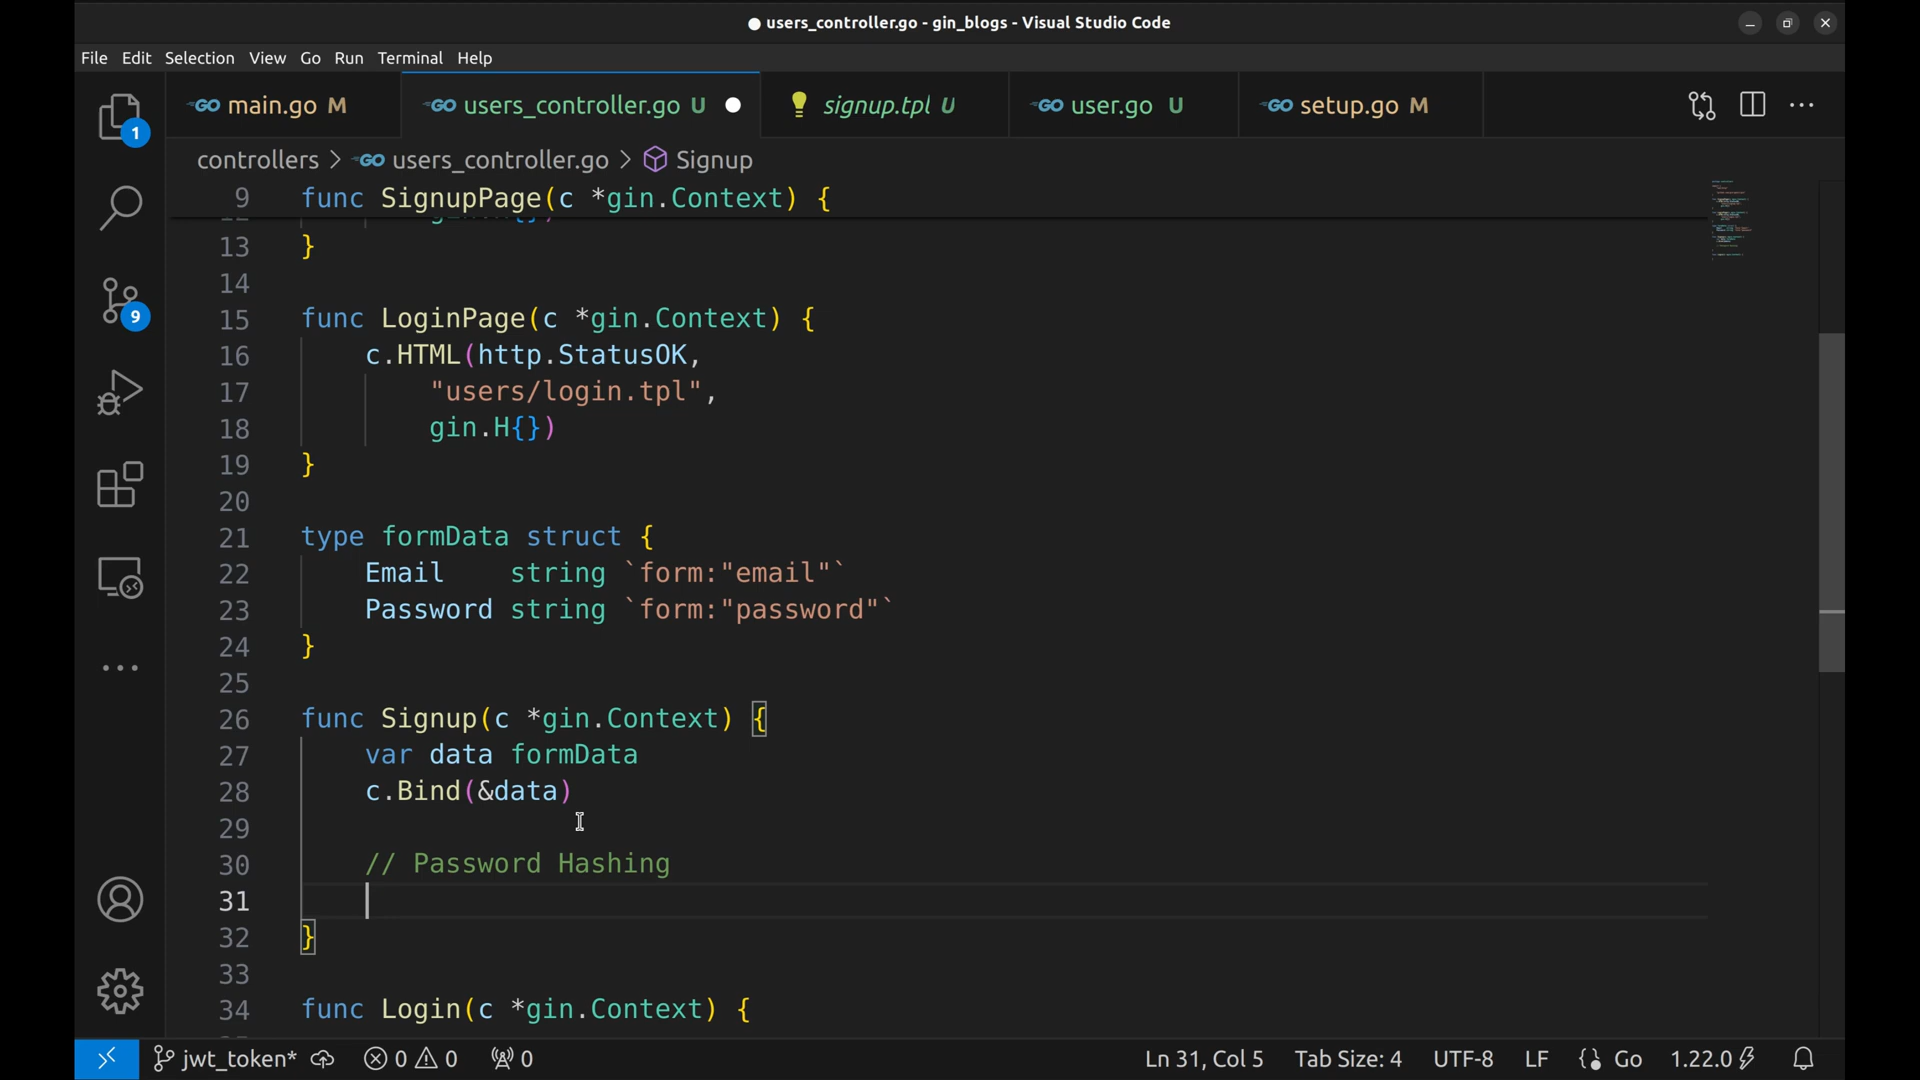 ● users_controller.go - gin_blogs - Visual Studio Code
File Edit Selection View Go Run Terminal Help
GO main.go M GO users_controller.go U signup.tpl U GO user.go U GO setup.go M
1
controllers > GO users_controller.go > Signup
9 func SignupPage(c *gin.Context) {
13 }
14
15 func LoginPage(c *gin.Context) {
16 c.HTML(http.StatusOK,
17 "users/login.tpl",
18 gin.H{})
19 }
20
21 type formData struct {
22 Email string `form:"email"`
23 Password string `form:"password"`
24 }
25
26 func Signup(c *gin.Context) {
27 var data formData
28 c.Bind(&data)
29
30 // Password Hashing
31
32 }
33
34 func Login(c *gin.Context) {
9
jwt_token* 0 0 0 Ln 31, Col 5 Tab Size: 4 UTF-8 LF Go 1.22.0